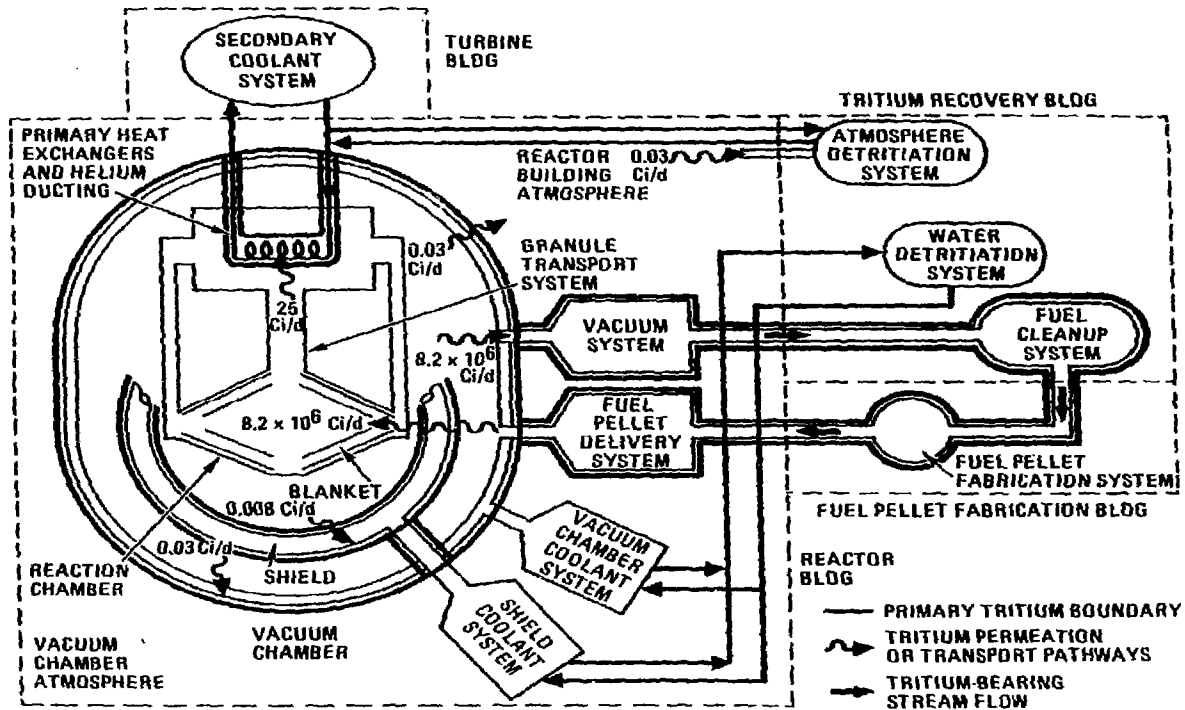 SECONDARY
COOLANT
SYSTEM
TURBINE
BLDG
TRITIUM RECOVERY BLDG
PRIMARY HEAT
EXCHANGERS
AND HELIUM
DUCTING
REACTOR
BUILDING
ATMOSPHERE
0.03
Ci/d
ATMOSPHERE
DETRITIATION
SYSTEM
0.03
Ci/d
GRANULE
TRANSPORT
SYSTEM
WATER
DETRITIATION
SYSTEM
25
Ci/d
VACUUM
SYSTEM
FUEL
CLEANUP
SYSTEM
8.2 × 10⁶
Ci/d
8.2 × 10⁶ Ci/d
FUEL
PELLET
DELIVERY
SYSTEM
FUEL PELLET
FABRICATION SYSTEM
FUEL PELLET FABRICATION BLDG
BLANKET
0.008 Ci/d
0.03 Ci/d
SHIELD
REACTION
CHAMBER
VACUUM
CHAMBER
COOLANT
SYSTEM
SHIELD
COOLANT
SYSTEM
REACTOR
BLDG
VACUUM
CHAMBER
VACUUM
CHAMBER
ATMOSPHERE
PRIMARY TRITIUM BOUNDARY
TRITIUM PERMEATION
OR TRANSPORT PATHWAYS
TRITIUM-BEARING
STREAM FLOW